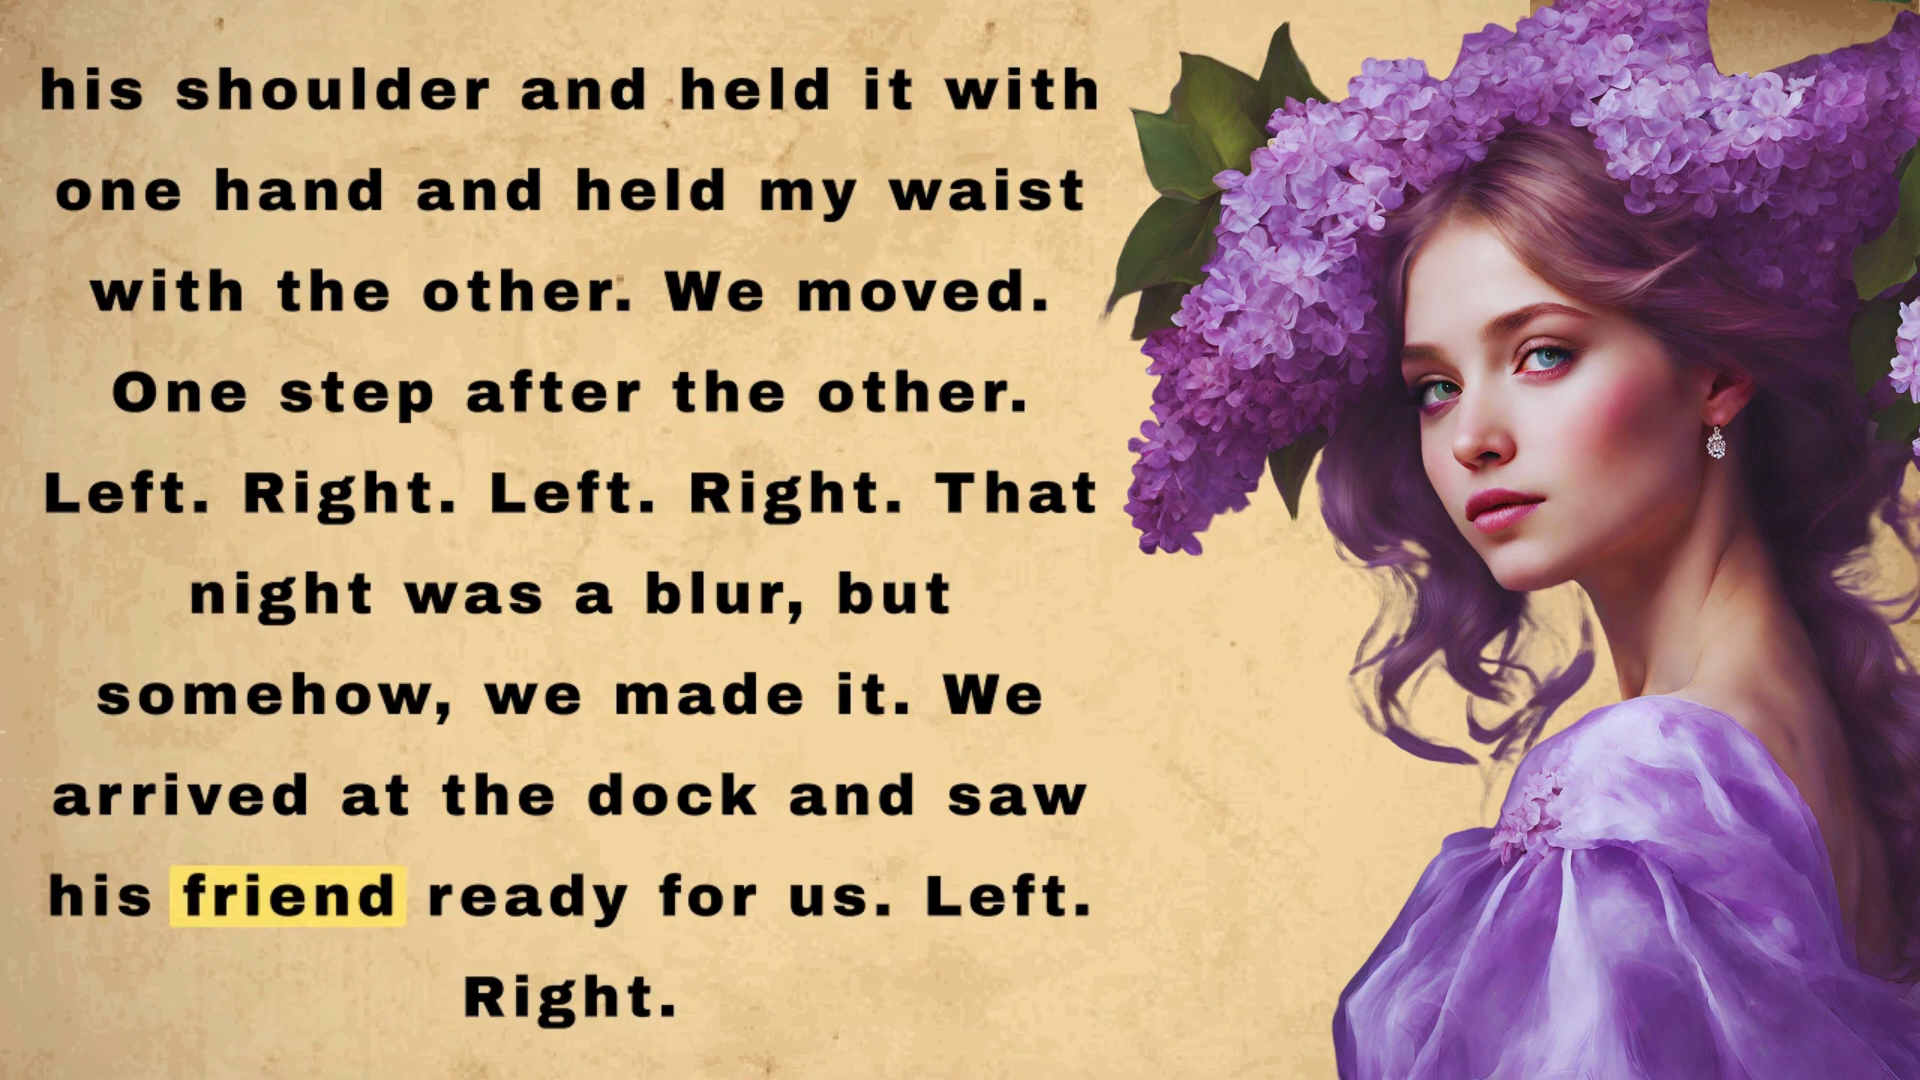 his shoulder and held it with
one hand and held my waist
with the other. We moved.
One step after the other.
Left. Right. Left. Right. That
night was a blur, but
somehow, we made it. We
arrived at the dock and saw
his friend ready for us. Left.
Right.